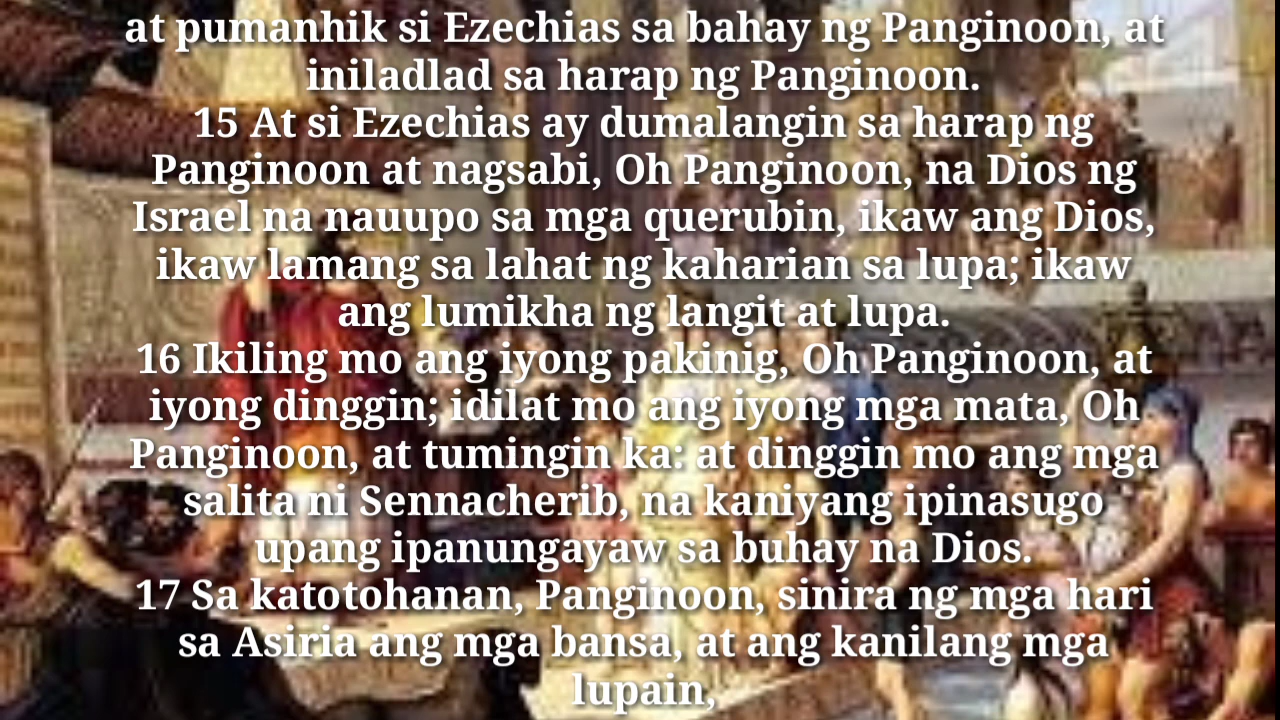 at pumanhik si Ezechias sa bahay ng Panginoon, at
iniladlad sa harap ng Panginoon.
15 At si Ezechias ay dumalangin sa harap ng
Panginoon at nagsabi, Oh Panginoon, na Dios ng
Israel na nauupo sa mga querubin, ikaw ang Dios,
ikaw lamang sa lahat ng kaharian sa lupa; ikaw
ang lumikha ng langit at lupa.
16 Ikiling mo ang iyong pakinig, Oh Panginoon, at
iyong dinggin; idilat mo ang iyong mga mata, Oh
Panginoon, at tumingin ka: at dinggin mo ang mga
salita ni Sennacherib, na kaniyang ipinasugo
upang ipanungayaw sa buhay na Dios.
17 Sa katotohanan, Panginoon, sinira ng mga hari
sa Asiria ang mga bansa, at ang kanilang mga
lupain,